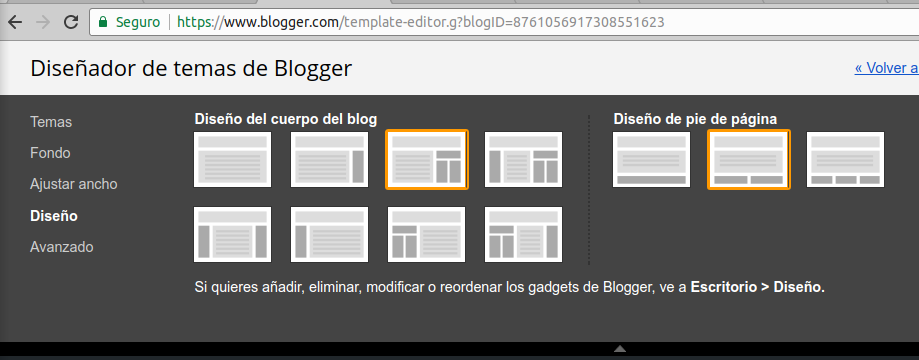 Seguro https://www.blogger.com/template-editor.g?blogID=8761056917308551623
Diseñador de temas de Blogger
« Volver a
Temas
Fondo
Ajustar ancho
Diseño
Avanzado
Diseño del cuerpo del blog
Diseño de pie de página
Si quieres añadir, eliminar, modificar o reordenar los gadgets de Blogger, ve a Escritorio > Diseño.